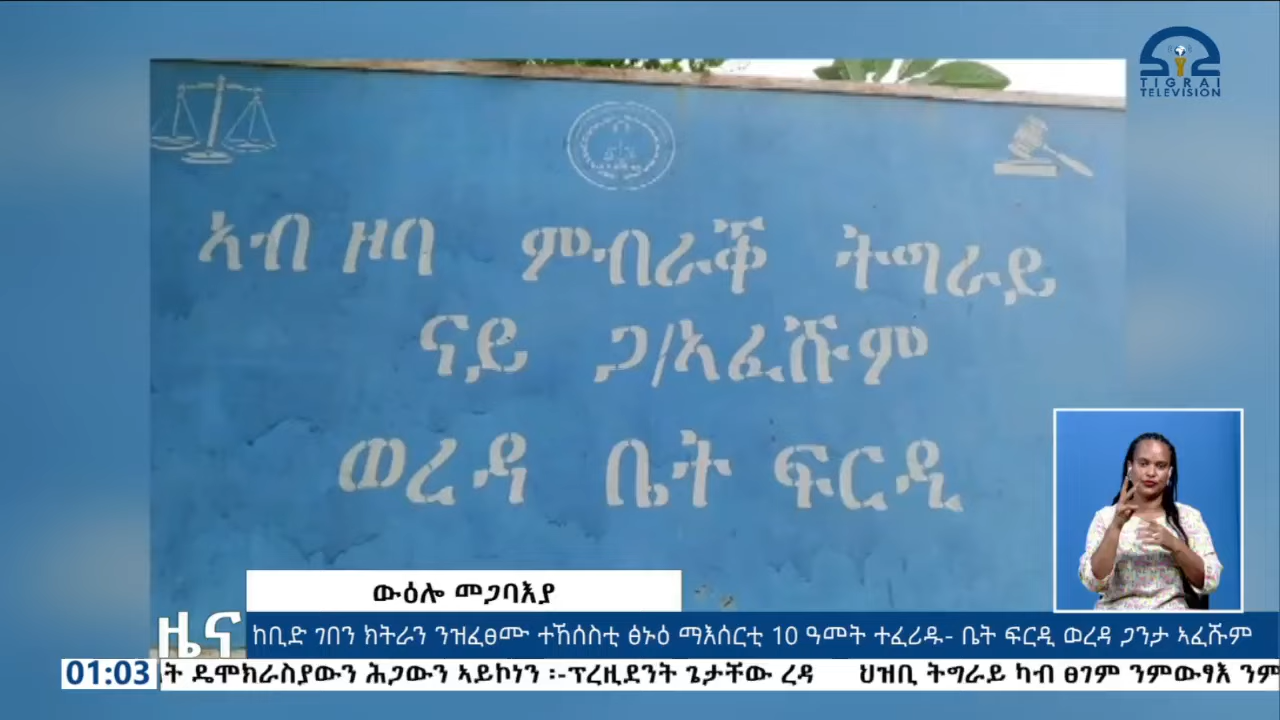 TIGRAI
TELEVISION
ኣብ ዞባ ምብራቕ ትግራይ
ናይ ጋ/ኣፈሹም
ወረዳ ቤት ፍርዲ
ውዕሎ መጋባእያ
ዜና
ከቢድ ገበን ክትራን ንዝፈፀሙ ተኸሰስቲ ፅኑዕ ማእሰርቲ 10 ዓመት ተፈሪዱ- ቤት ፍርዲ ወረዳ ጋንታ ኣፈሹም
01:03 ት ዴሞክራስያውን ሕጋውን ኣይኮነን ፡-ፕረዚደንት ጌታቸው ረዳ ህዝቢ ትግራይ ካብ ፀገም ንምውፃእ ንም